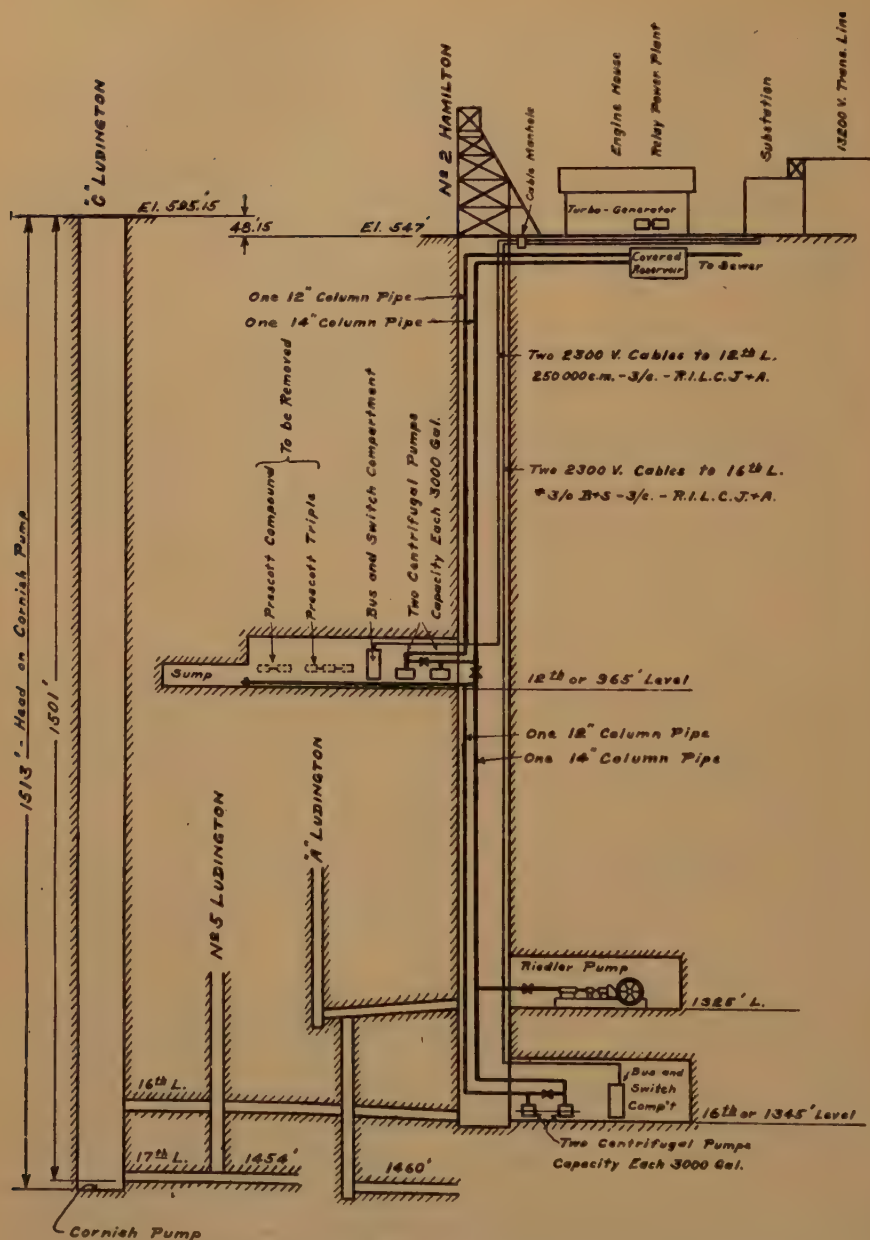 "C" LUDINGTON
El. 595.15'
48.15'
El. 547'
Nº 2 HAMILTON
Cable Manhole
Engine House
Relay Power Plant
Substation
13200 V. Trans. Line
Turbo-Generator
Covered
Reservoir
To Sewer
One 12" Column Pipe
One 14" Column Pipe
Two 2300 V. Cables to 12th L.
250000 c.m. - 3/c. - R.I.L.C.J. + A.
Two 2300 V. Cables to 16th L.
3/0 B+S - 3/c. - R.I.L.C.J. + A.
To be Removed
Prescott Compound
Prescott Triple
Bus and Switch Compartment
Two Centrifugal Pumps
Capacity Each 3000 Gal.
1513' - Head on Cornish Pump
1501'
Sump
12th or 965' Level
One 12" Column Pipe
One 14" Column Pipe
"A" LUDINGTON
Nº 5 LUDINGTON
Riedler Pump
1325' L.
Bus and
Switch
Comp't
16th L.
16th or 1345' Level
17th L.
1454'
1460'
Two Centrifugal Pumps
Capacity Each 3000 Gal.
Cornish Pump